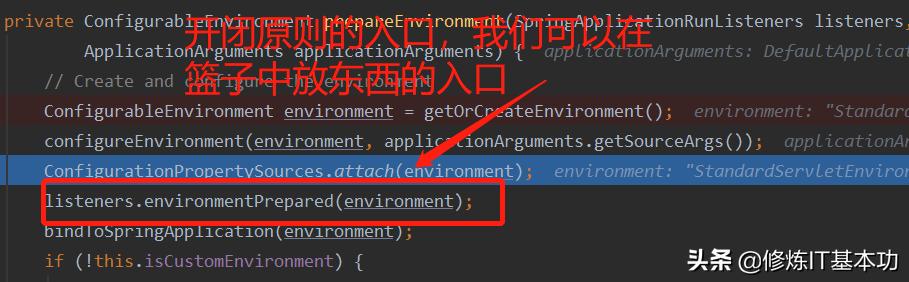 private ConfigurableEnvironment prepareEnvironment(SpringApplicationRunListeners listeners,
开闭原则的入口，我们可以在
ApplicationArguments applicationArguments) { applicationArguments: DefaultApplic
篮子中放东西的入口
// Create and configure the environment
ConfigurableEnvironment environment = getOrCreateEnvironment(); environment: "Standard
configureEnvironment(environment, applicationArguments.getSourceArgs()); applicationAr
ConfigurationPropertySources.attach(environment); environment: "StandardServletEnviron
listeners.environmentPrepared(environment);
bindToSpringApplication(environment);
if (!this.isCustomEnvironment) {
头条 @修炼IT基本功